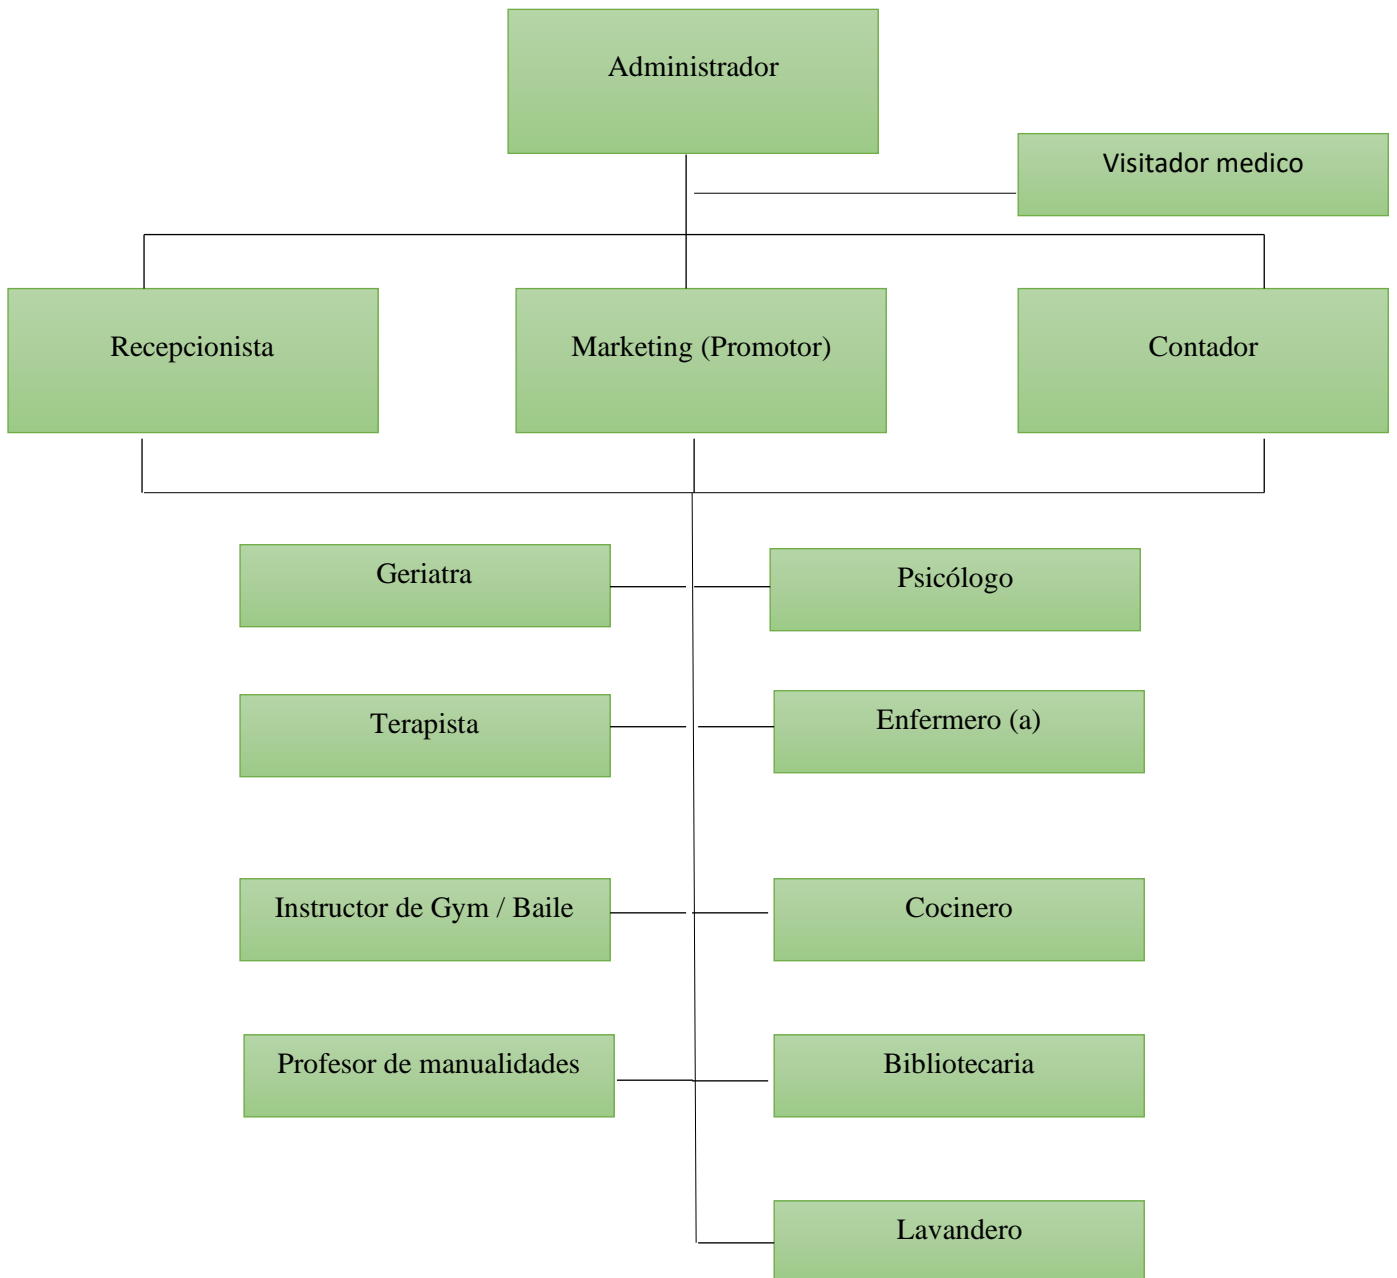 Administrador
Visitador medico
Recepcionista
Marketing (Promotor)
Contador
Geriatra
Psicólogo
Terapista
Enfermero (a)
Instructor de Gym / Baile
Cocinero
Profesor de manualidades
Bibliotecaria
Lavandero